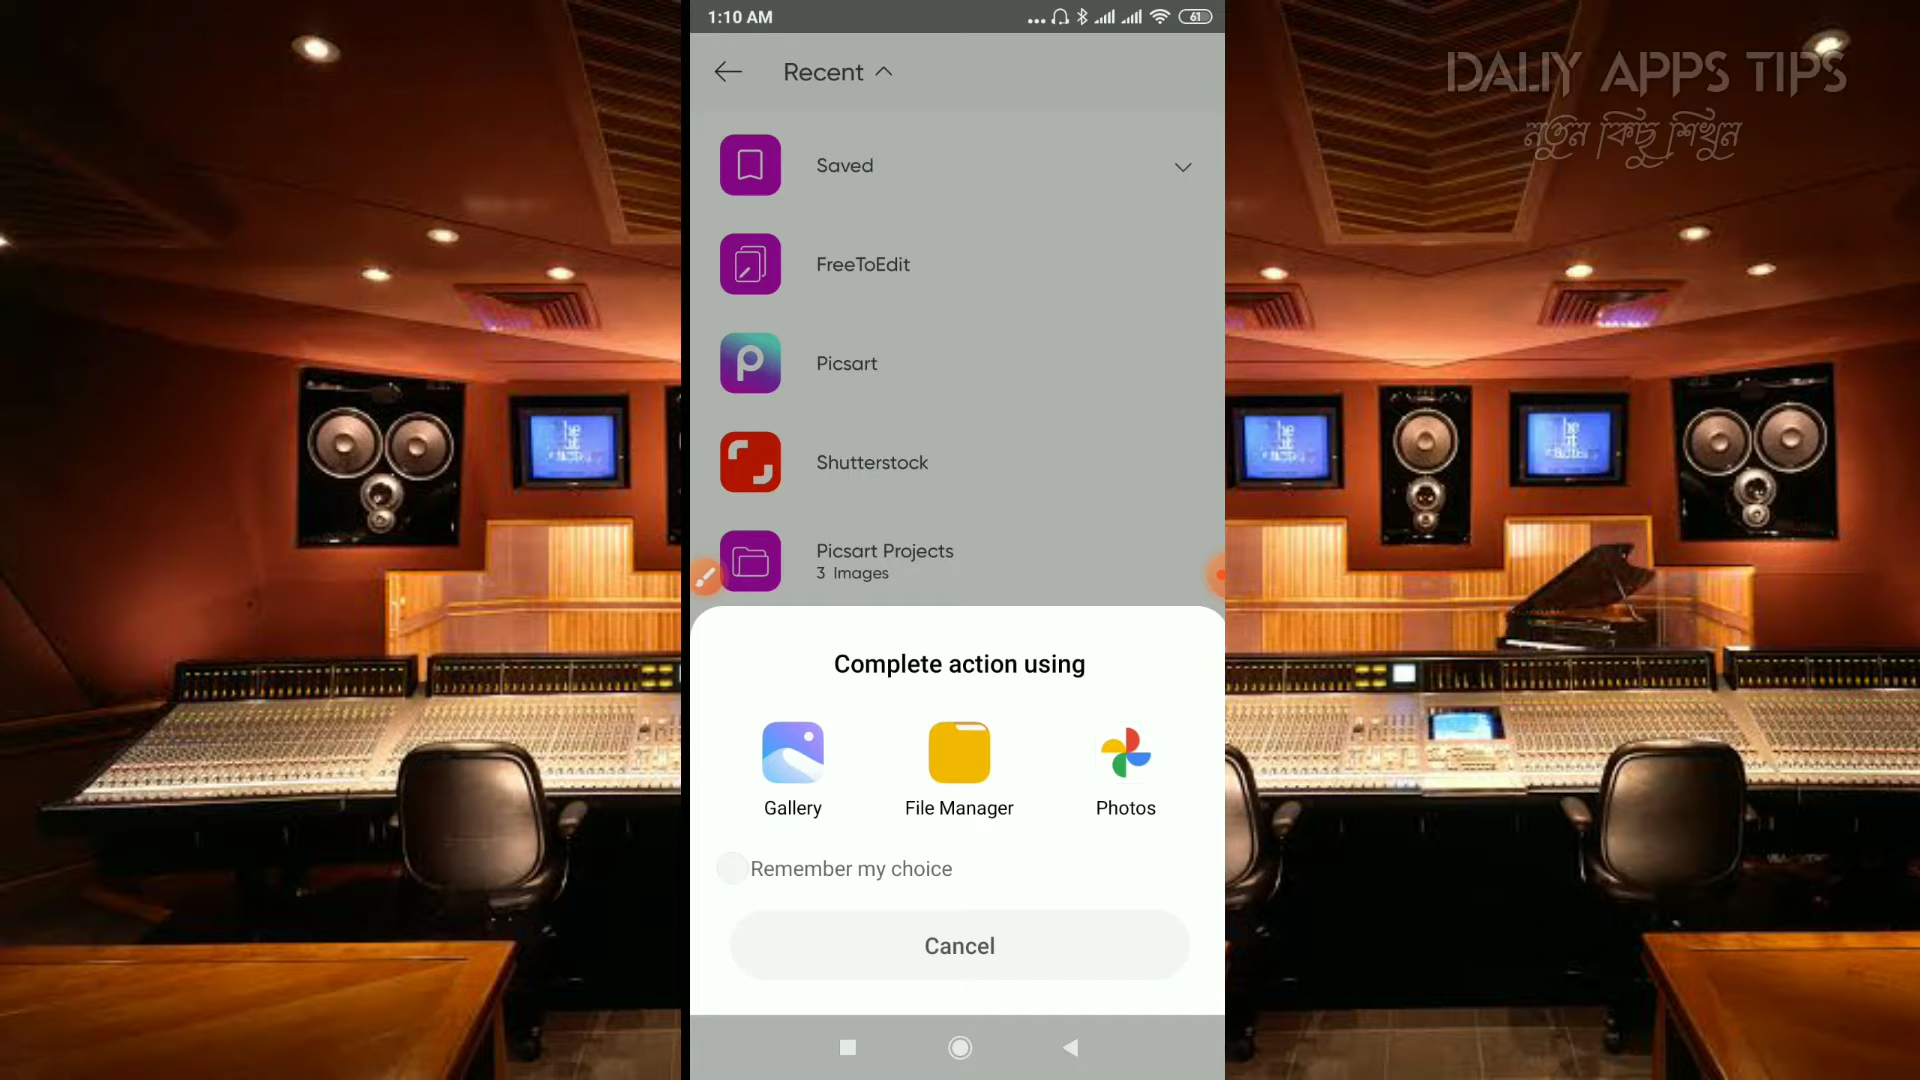 1:10 AM
61
Recent
DALIY APPS TIPS
নতুন কিছু শিখুন
Saved
FreeToEdit
Picsart
Shutterstock
Picsart Projects
3 Images
Complete action using
Gallery
File Manager
Photos
Remember my choice
Cancel